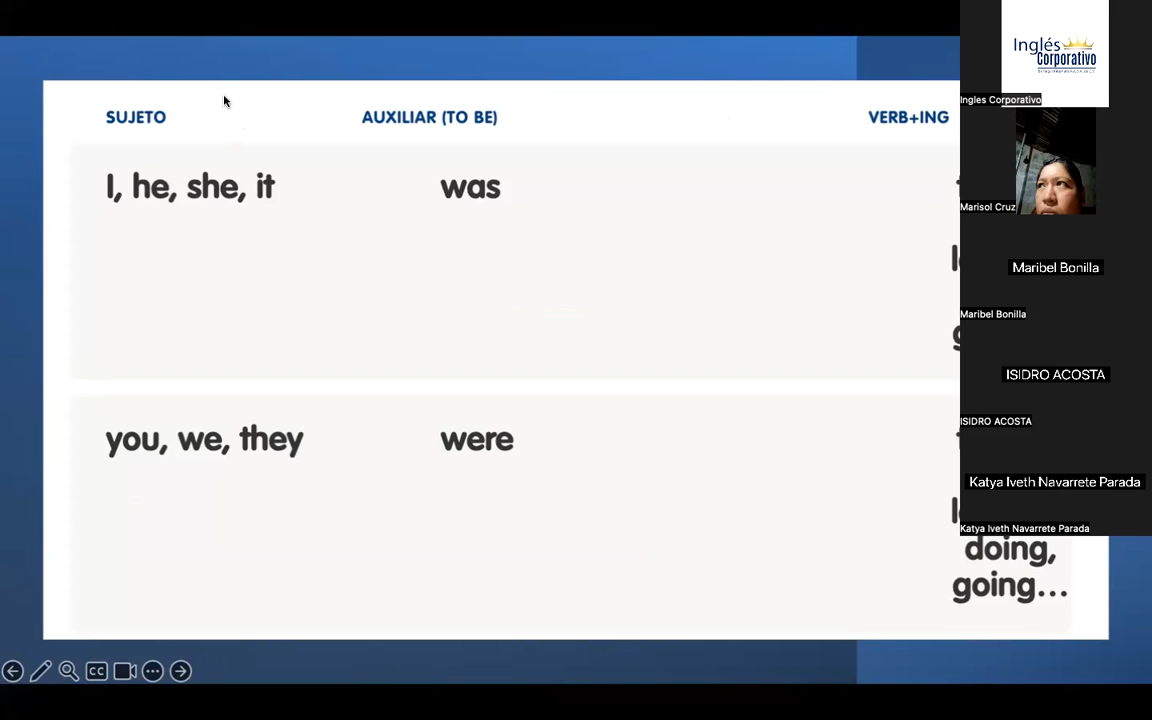 SUJETO AUXILIAR (TO BE) VERB+ING
I, he, she, it was
you, we, they were
doing,
going...
Inglés
Corporativo
Ingles Corporativo
Marisol Cruz
Maribel Bonilla
Maribel Bonilla
ISIDRO ACOSTA
ISIDRO ACOSTA
Katya Iveth Navarrete Parada
Katya Iveth Navarrete Parada
CC